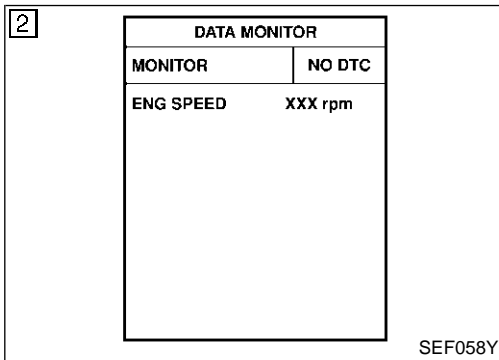 2
DATA MONITOR
MONITOR NO DTC
ENG SPEED XXX rpm
SEF058Y